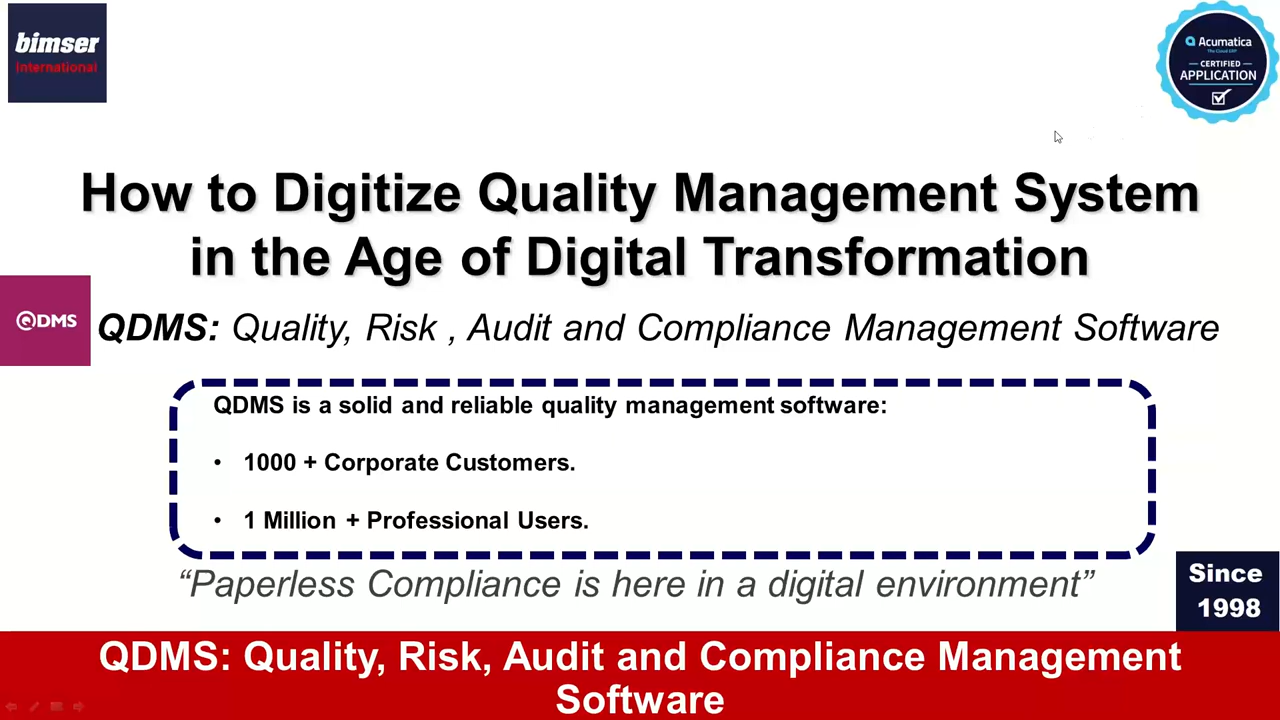 bimser
international
Acumatica
The Cloud ERP
CERTIFIED
APPLICATION
How to Digitize Quality Management System
in the Age of Digital Transformation
QDMS
QDMS: Quality, Risk , Audit and Compliance Management Software
QDMS is a solid and reliable quality management software:
• 1000 + Corporate Customers.
• 1 Million + Professional Users.
“Paperless Compliance is here in a digital environment”
Since
1998
QDMS: Quality, Risk, Audit and Compliance Management
Software